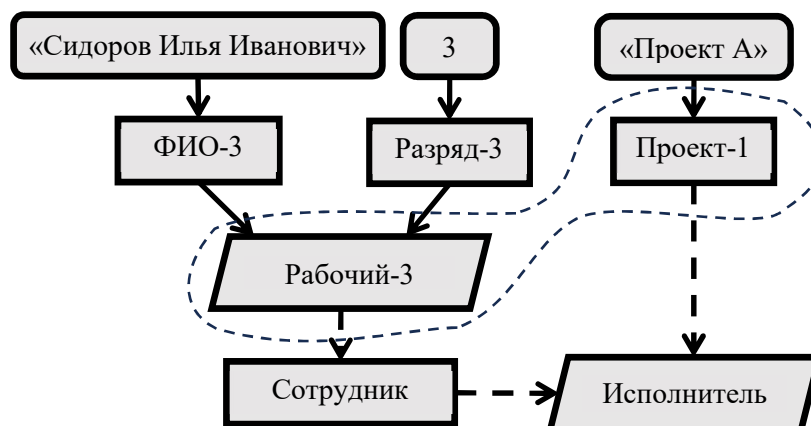 «Сидоров Илья Иванович»
3
«Проект А»
ФИО-3
Разряд-3
Проект-1
Рабочий-3
Сотрудник
Исполнитель